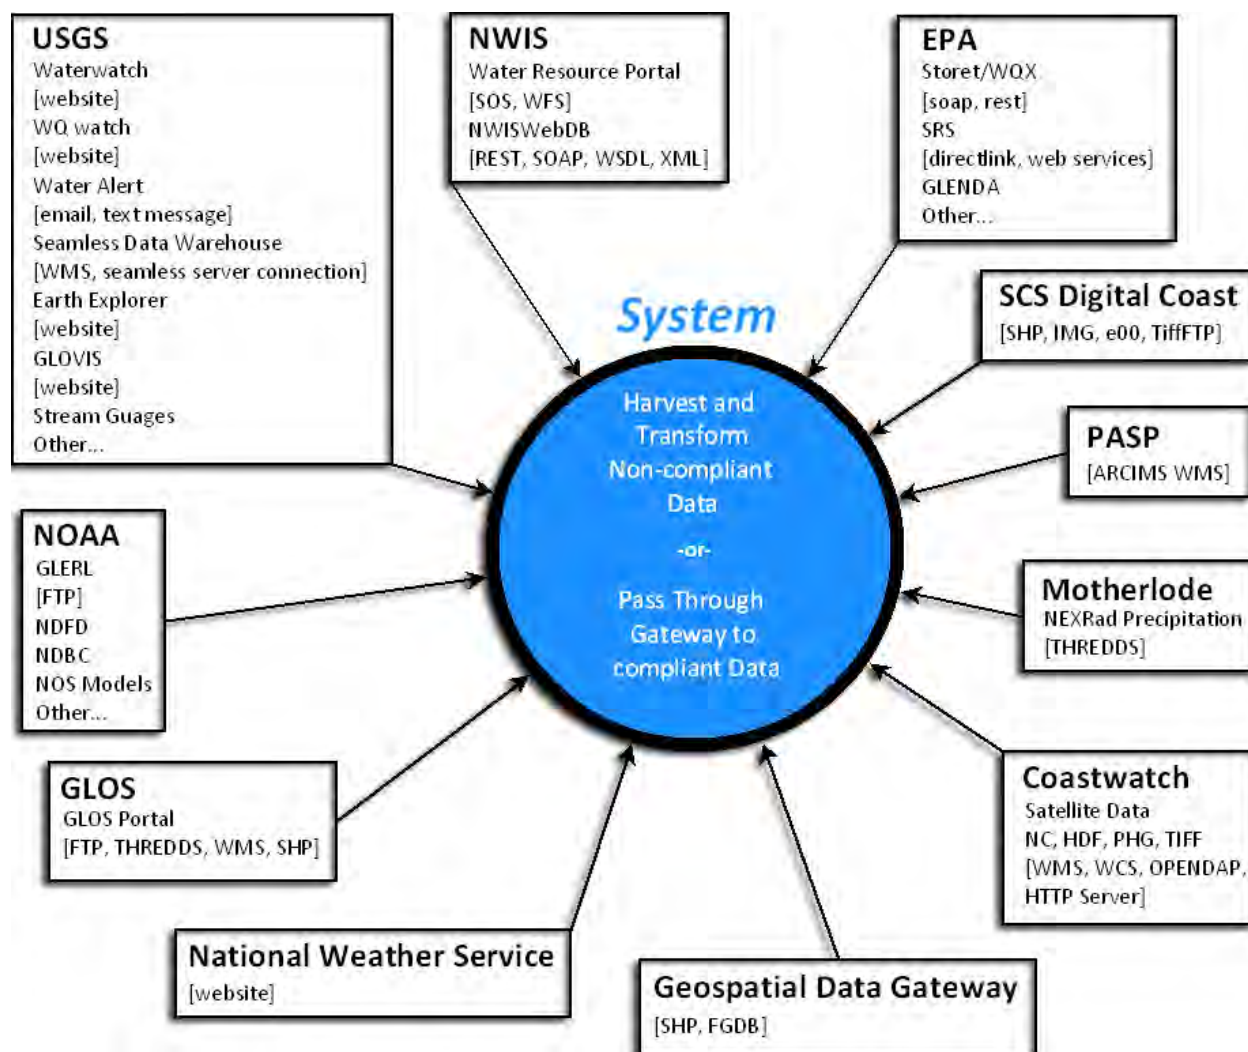 USGS
Waterwatch
[website]
WQ watch
[website]
Water Alert
[email, text message]
Seamless Data Warehouse
[WMS, seamless server connection]
Earth Explorer
[website]
GLOVIS
[website]
Stream Guages
Other...
NWIS
Water Resource Portal
[SOS, WFS]
NWISWebDB
[REST, SOAP, WSDL, XML]
EPA
Storet/WQX
[soap, rest]
SRS
[directlink, web services]
GLENDA
Other...
SCS Digital Coast
[SHP, IMG, e00, TiffFTP]
System
Harvest and
Transform
Non-compliant
Data
-or-
Pass Through
Gateway to
compliant Data
PASP
[ARCIMS WMS]
NOAA
GLERL
[FTP]
NDFD
NDBC
NOS Models
Other...
Motherlode
NEXRad Precipitation
[THREDDS]
GLOS
GLOS Portal
[FTP, THREDDS, WMS, SHP]
Coastwatch
Satellite Data
NC, HDF, PHG, TIFF
[WMS, WCS, OPENDAP,
HTTP Server]
National Weather Service
[website]
Geospatial Data Gateway
[SHP, FGDB]